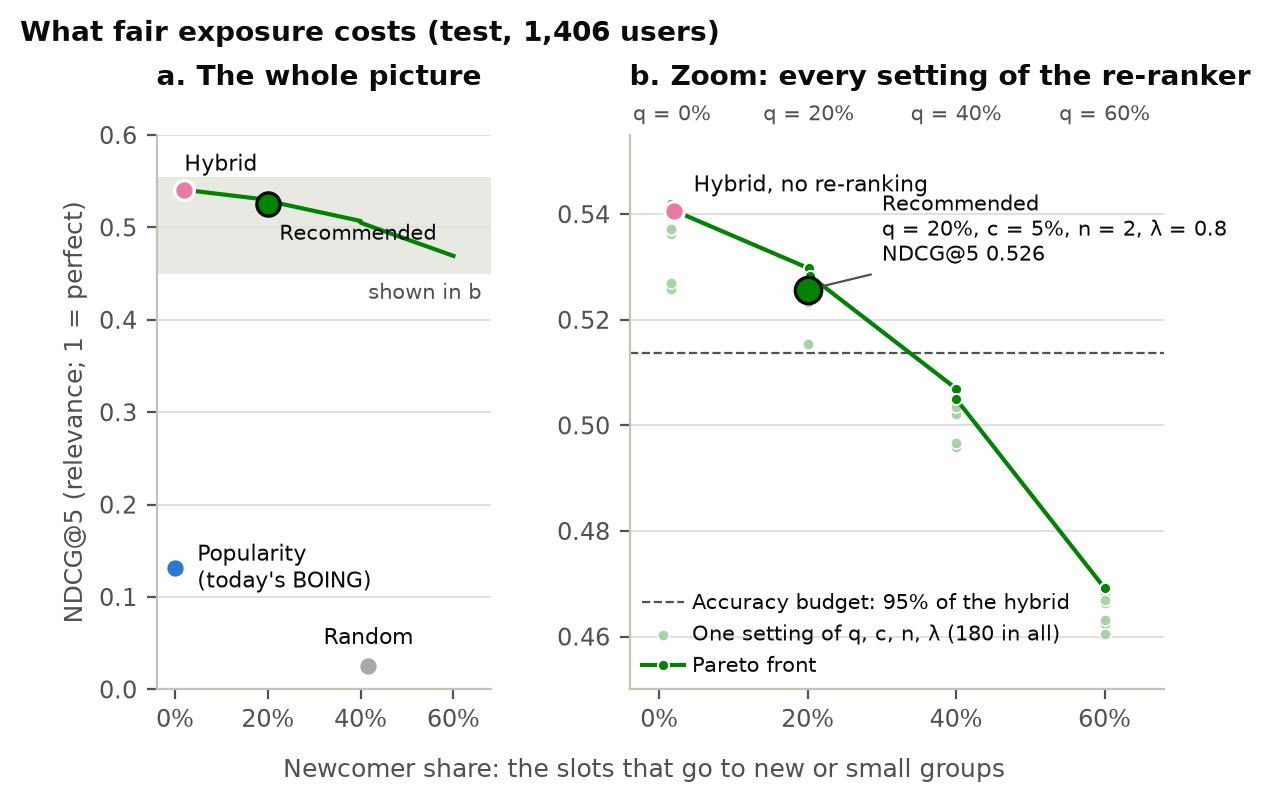 What fair exposure costs (test, 1,406 users)
a. The whole picture
0.6
0.5
0.4
0.3
0.2
0.1
0.0
NDCG@5 (relevance; 1 = perfect)
Hybrid
Recommended
shown in b
Popularity
(today's BOING)
Random
0%
20%
40%
60%
b. Zoom: every setting of the re-ranker
q = 0%
q = 20%
q = 40%
q = 60%
0.54
0.52
0.50
0.48
0.46
Hybrid, no re-ranking
Recommended
q = 20%, c = 5%, n = 2, λ = 0.8
NDCG@5 0.526
Accuracy budget: 95% of the hybrid
One setting of q, c, n, λ (180 in all)
Pareto front
0%
20%
40%
60%
Newcomer share: the slots that go to new or small groups